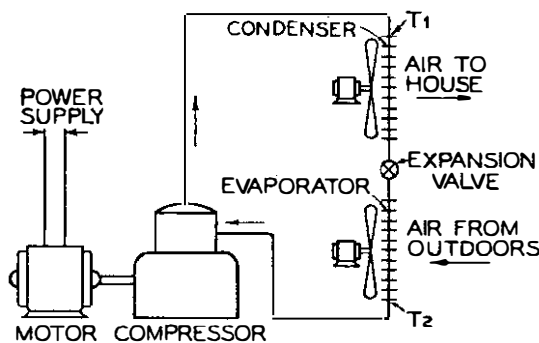 T1
CONDENSER
AIR TO
HOUSE
POWER
SUPPLY
EXPANSION
VALVE
EVAPORATOR
AIR FROM
OUTDOORS
T2
MOTOR
COMPRESSOR